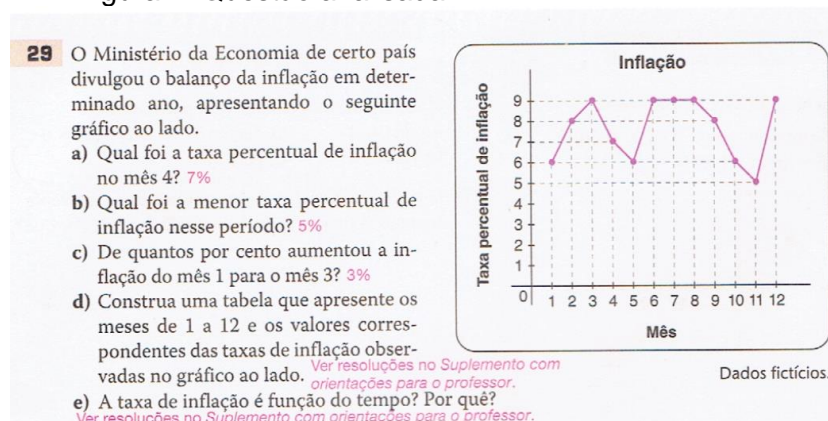 29 O Ministério da Economia de certo país
divulgou o balanço da inflação em deter-
minado ano, apresentando o seguinte
gráfico ao lado.
a) Qual foi a taxa percentual de inflação
no mês 4? 7%
b) Qual foi a menor taxa percentual de
inflação nesse período? 5%
c) De quantos por cento aumentou a in-
flação do mês 1 para o mês 3? 3%
d) Construa uma tabela que apresente os
meses de 1 a 12 e os valores corres-
pondentes das taxas de inflação obser-
vadas no gráfico ao lado. Ver resoluções no Suplemento com
orientações para o professor.
e) A taxa de inflação é função do tempo? Por quê?
Ver resoluções no Suplemento com orientações para o professor.
Inflação
Taxa percentual de inflação
9
8
7
6
5
4
3
2
1
0 1 2 3 4 5 6 7 8 9 10 11 12
Mês
Dados fictícios.